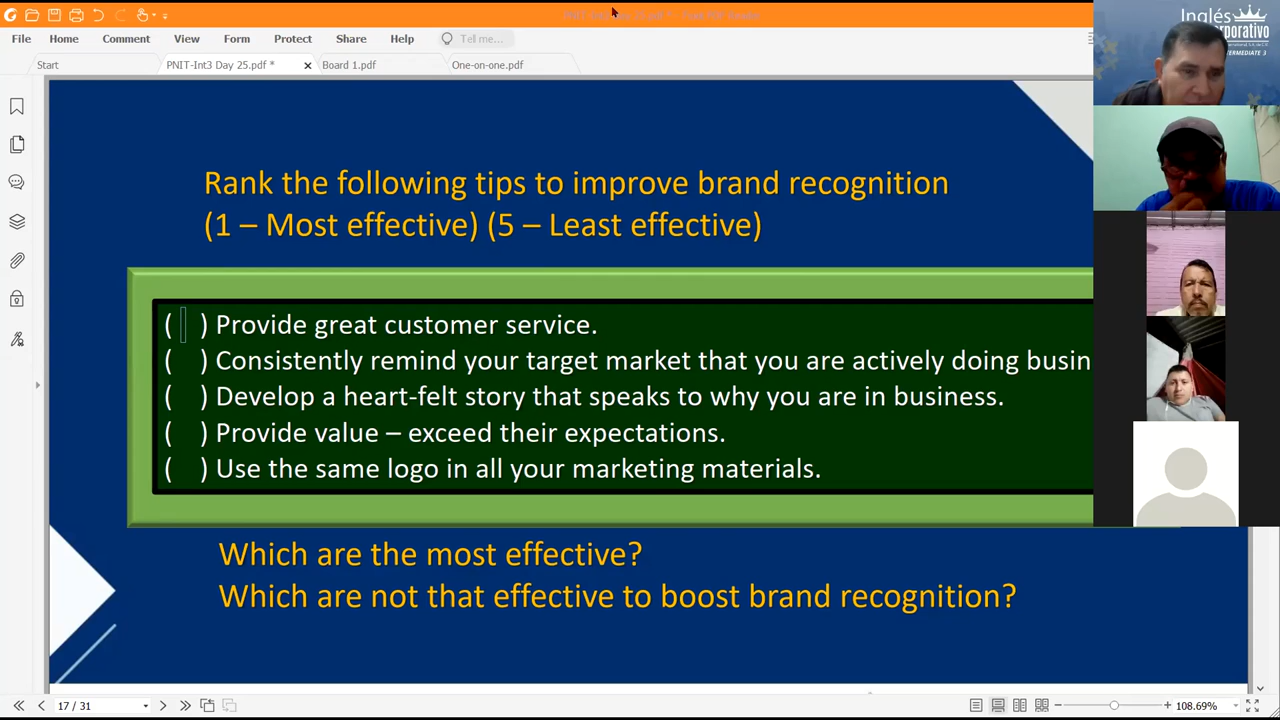 File Home Comment View Form Protect Share Help Tell me...
Start PNIT-Int3 Day 25.pdf * Board 1.pdf One-on-one.pdf
Inglés
rporativo
INTERMEDIATE 3
Rank the following tips to improve brand recognition
(1 – Most effective) (5 – Least effective)
( ) Provide great customer service.
( ) Consistently remind your target market that you are actively doing busin
( ) Develop a heart-felt story that speaks to why you are in business.
( ) Provide value – exceed their expectations.
( ) Use the same logo in all your marketing materials.
Which are the most effective?
Which are not that effective to boost brand recognition?
17 / 31
108.69%